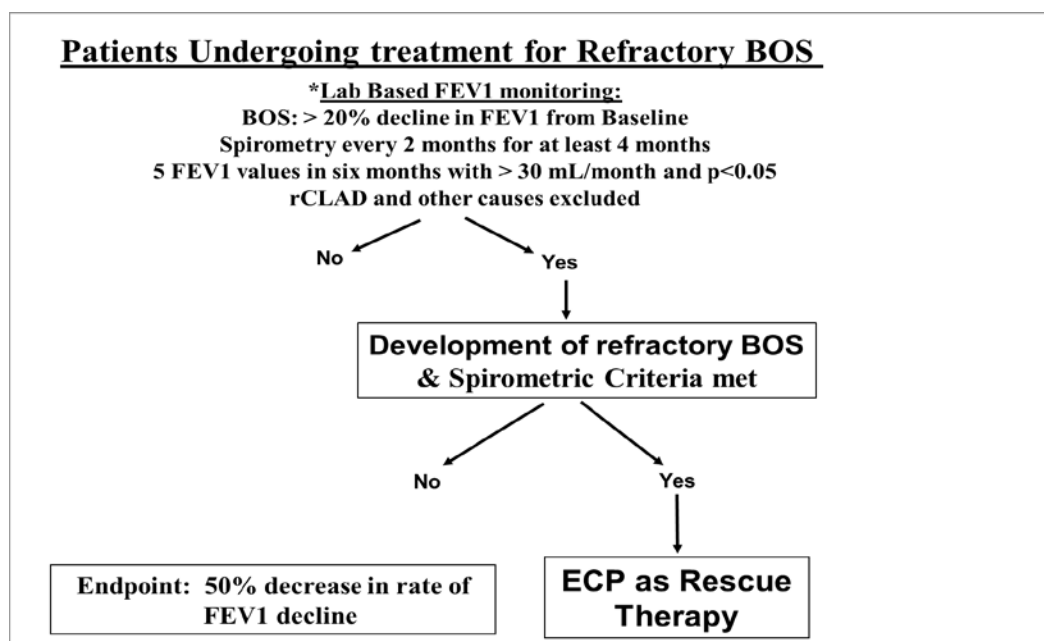 Patients Undergoing treatment for Refractory BOS
*Lab Based FEV1 monitoring:
BOS: > 20% decline in FEV1 from Baseline
Spirometry every 2 months for at least 4 months
5 FEV1 values in six months with > 30 mL/month and p<0.05
rCLAD and other causes excluded
No
Yes
Development of refractory BOS
& Spirometric Criteria met
No
Yes
Endpoint: 50% decrease in rate of
FEV1 decline
ECP as Rescue
Therapy